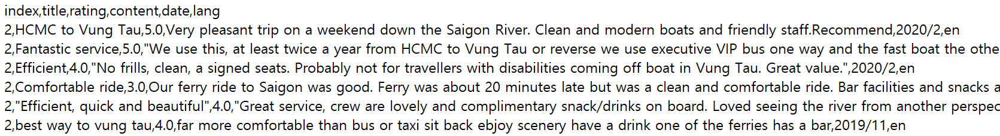 index,title,rating,content,date,lang
2,HCMC to Vung Tau,5.0,Very pleasant trip on a weekend down the Saigon River. Clean and modern boats and friendly staff.Recommend,2020/2,en
2,Fantastic service,5.0,"We use this, at least twice a year from HCMC to Vung Tau or reverse we use executive VIP bus one way and the fast boat the othe
2,Efficient,4.0,"No frills, clean, a signed seats. Probably not for travellers with disabilities coming off boat in Vung Tau. Great value.",2020/2,en
2,Comfortable ride,3.0,Our ferry ride to Saigon was good. Ferry was about 20 minutes late but was a clean and comfortable ride. Bar facilities and snacks a
2,"Efficient, quick and beautiful",4.0,"Great service, crew are lovely and complimentary snack/drinks on board. Loved seeing the river from another perspec
2,best way to vung tau,4.0,far more comfortable than bus or taxi sit back ebjoy scenery have a drink one of the ferries has a bar,2019/11,en